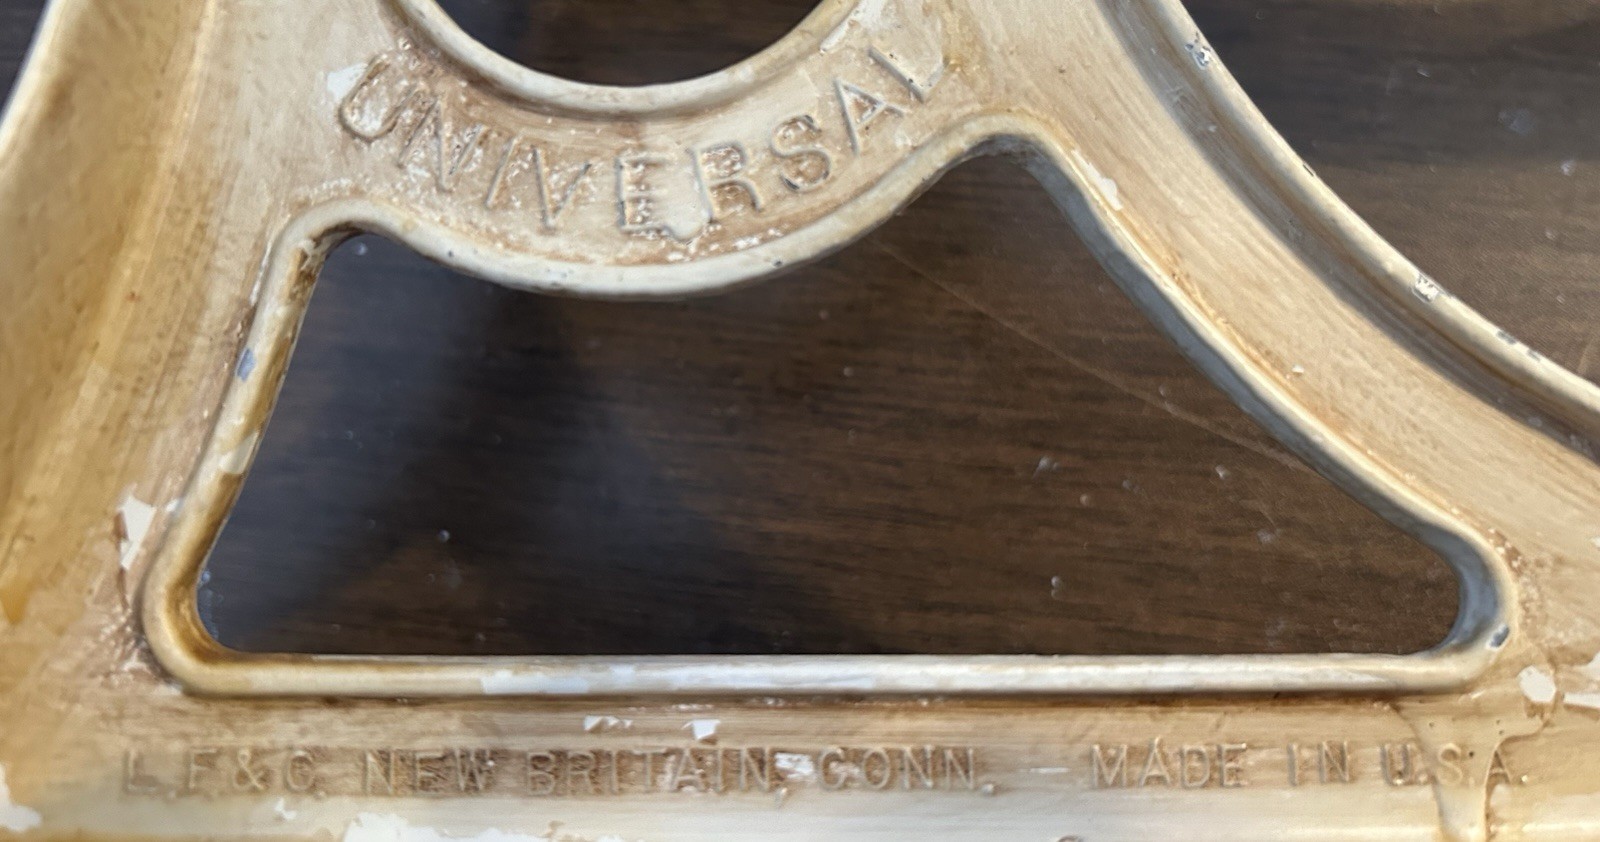 UNIVERSAL
L.F.& C. NEW BRITAIN, CONN. MADE IN U.S.A.